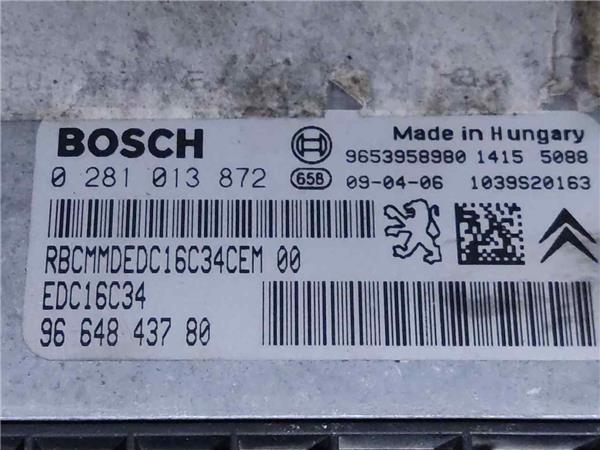 BOSCH
Made in Hungary
9653958980 1415 5088
0 281 013 872
65B 09-04-06 1039S20163
RBCMMDEDC16C34CEM 00
EDC16C34
96 648 437 80